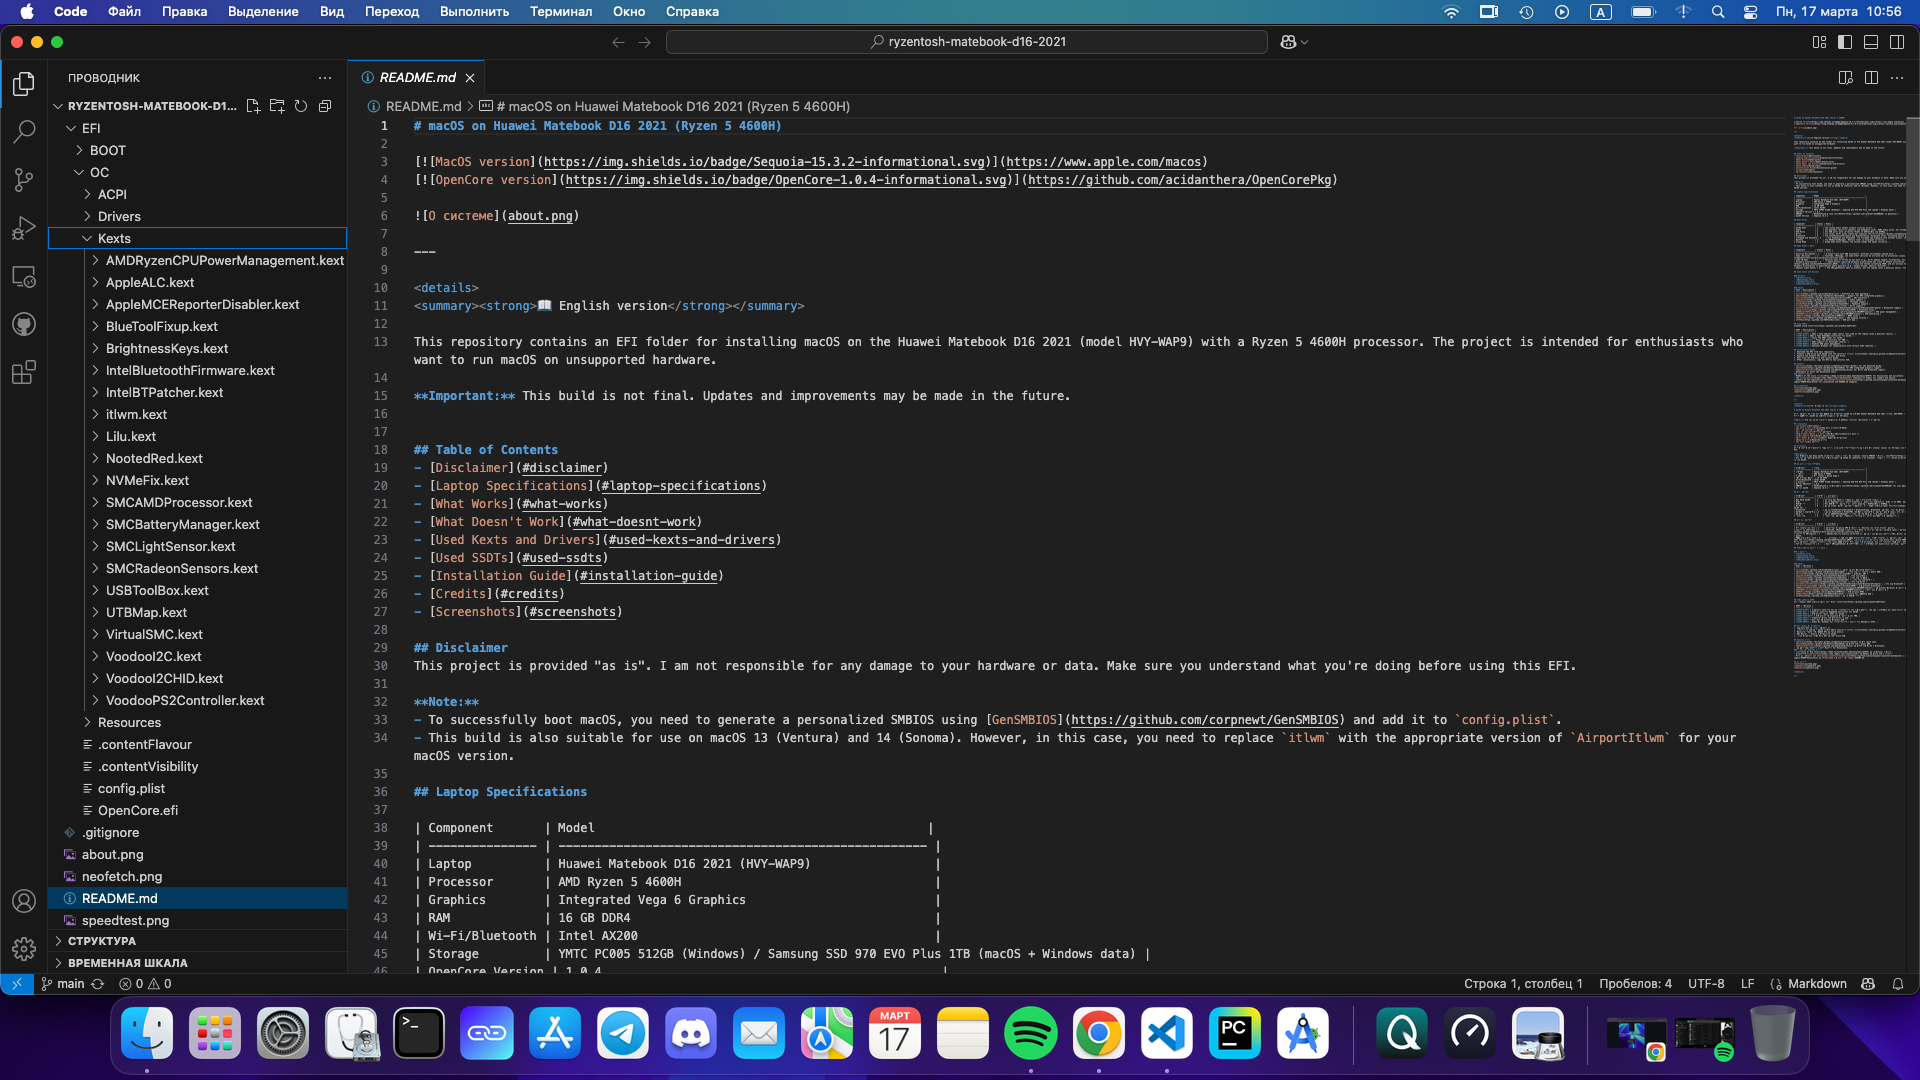 Code Файл Правка Выделение Вид Переход Выполнить Терминал Окно Справка A Пн, 17 марта 10:56
ryzentosh-matebook-d16-2021
ПРОВОДНИК
RYZENTOSH-MATEBOOK-D1...
EFI
BOOT
OC
ACPI
Drivers
Kexts
AMDRyzenCPUPowerManagement.kext
AppleALC.kext
AppleMCEReporterDisabler.kext
BlueToolFixup.kext
BrightnessKeys.kext
IntelBluetoothFirmware.kext
IntelBTPatcher.kext
itlwm.kext
Lilu.kext
NootedRed.kext
NVMeFix.kext
SMCAMDProcessor.kext
SMCBatteryManager.kext
SMCLightSensor.kext
SMCRadeonSensors.kext
USBToolBox.kext
UTBMap.kext
VirtualSMC.kext
VoodooI2C.kext
VoodooI2CHID.kext
VoodooPS2Controller.kext
Resources
.contentFlavour
.contentVisibility
config.plist
OpenCore.efi
.gitignore
about.png
neofetch.png
README.md
speedtest.png
СТРУКТУРА
ВРЕМЕННАЯ ШКАЛА
README.md
README.md > # macOS on Huawei Matebook D16 2021 (Ryzen 5 4600H)
1 # macOS on Huawei Matebook D16 2021 (Ryzen 5 4600H)
2
3 [![MacOS version](https://img.shields.io/badge/Sequoia-15.3.2-informational.svg)](https://www.apple.com/macos)
4 [![OpenCore version](https://img.shields.io/badge/OpenCore-1.0.4-informational.svg)](https://github.com/acidanthera/OpenCorePkg)
5
6 ![О системе](about.png)
7
8 ---
9
10 <details>
11 <summary><strong>📖 English version</strong></summary>
12
13 This repository contains an EFI folder for installing macOS on the Huawei Matebook D16 2021 (model HVY-WAP9) with a Ryzen 5 4600H processor. The project is intended for enthusiasts who
want to run macOS on unsupported hardware.
14
15 **Important:** This build is not final. Updates and improvements may be made in the future.
16
17
18 ## Table of Contents
19 - [Disclaimer](#disclaimer)
20 - [Laptop Specifications](#laptop-specifications)
21 - [What Works](#what-works)
22 - [What Doesn't Work](#what-doesnt-work)
23 - [Used Kexts and Drivers](#used-kexts-and-drivers)
24 - [Used SSDTs](#used-ssdts)
25 - [Installation Guide](#installation-guide)
26 - [Credits](#credits)
27 - [Screenshots](#screenshots)
28
29 ## Disclaimer
30 This project is provided "as is". I am not responsible for any damage to your hardware or data. Make sure you understand what you're doing before using this EFI.
31
32 **Note:**
33 - To successfully boot macOS, you need to generate a personalized SMBIOS using [GenSMBIOS](https://github.com/corpnewt/GenSMBIOS) and add it to `config.plist`.
34 - This build is also suitable for use on macOS 13 (Ventura) and 14 (Sonoma). However, in this case, you need to replace `itlwm` with the appropriate version of `AirportItlwm` for your
macOS version.
35
36 ## Laptop Specifications
37
38 | Component | Model |
39 | --------------- | --------------------------------------------------- |
40 | Laptop | Huawei Matebook D16 2021 (HVY-WAP9) |
41 | Processor | AMD Ryzen 5 4600H |
42 | Graphics | Integrated Vega 6 Graphics |
43 | RAM | 16 GB DDR4 |
44 | Wi-Fi/Bluetooth | Intel AX200 |
45 | Storage | YMTC PC005 512GB (Windows) / Samsung SSD 970 EVO Plus 1TB (macOS + Windows data) |
46 | OpenCore Version | 1.0.4 |
main 0 0 Строка 1, столбец 1 Пробелов: 4 UTF-8 LF Markdown
МАРТ
17
PC